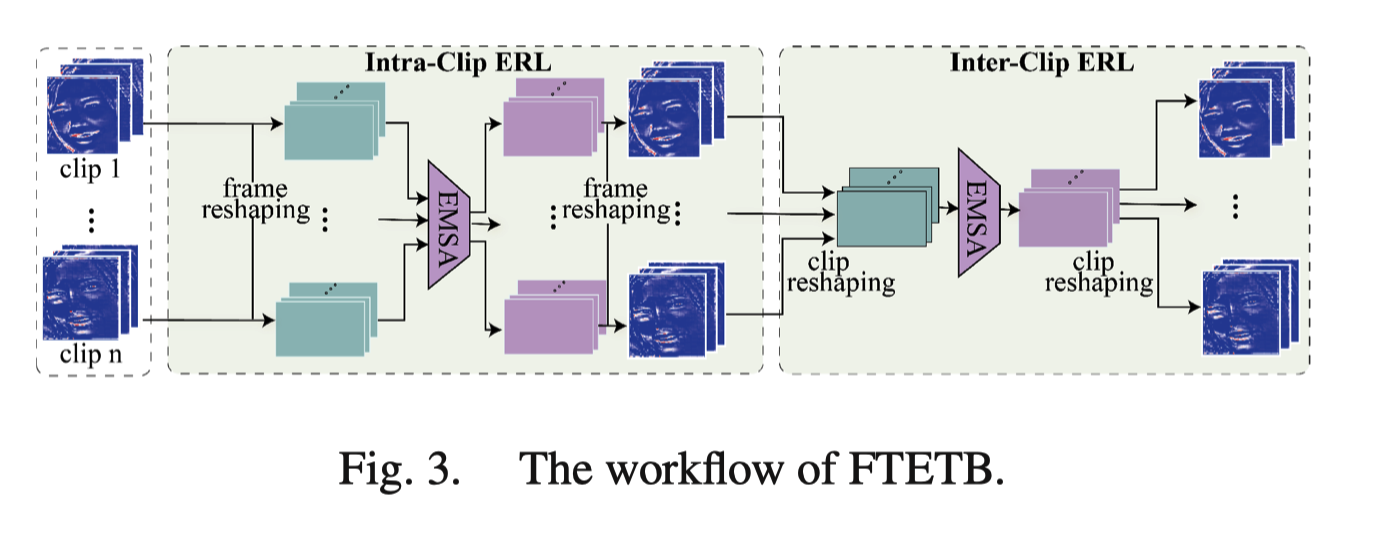 Intra-Clip ERL
Inter-Clip ERL
clip 1
frame
reshaping
EMSA
frame
reshaping
EMSA
clip
reshaping
clip
reshaping
clip n
Fig. 3. The workflow of FTETB.